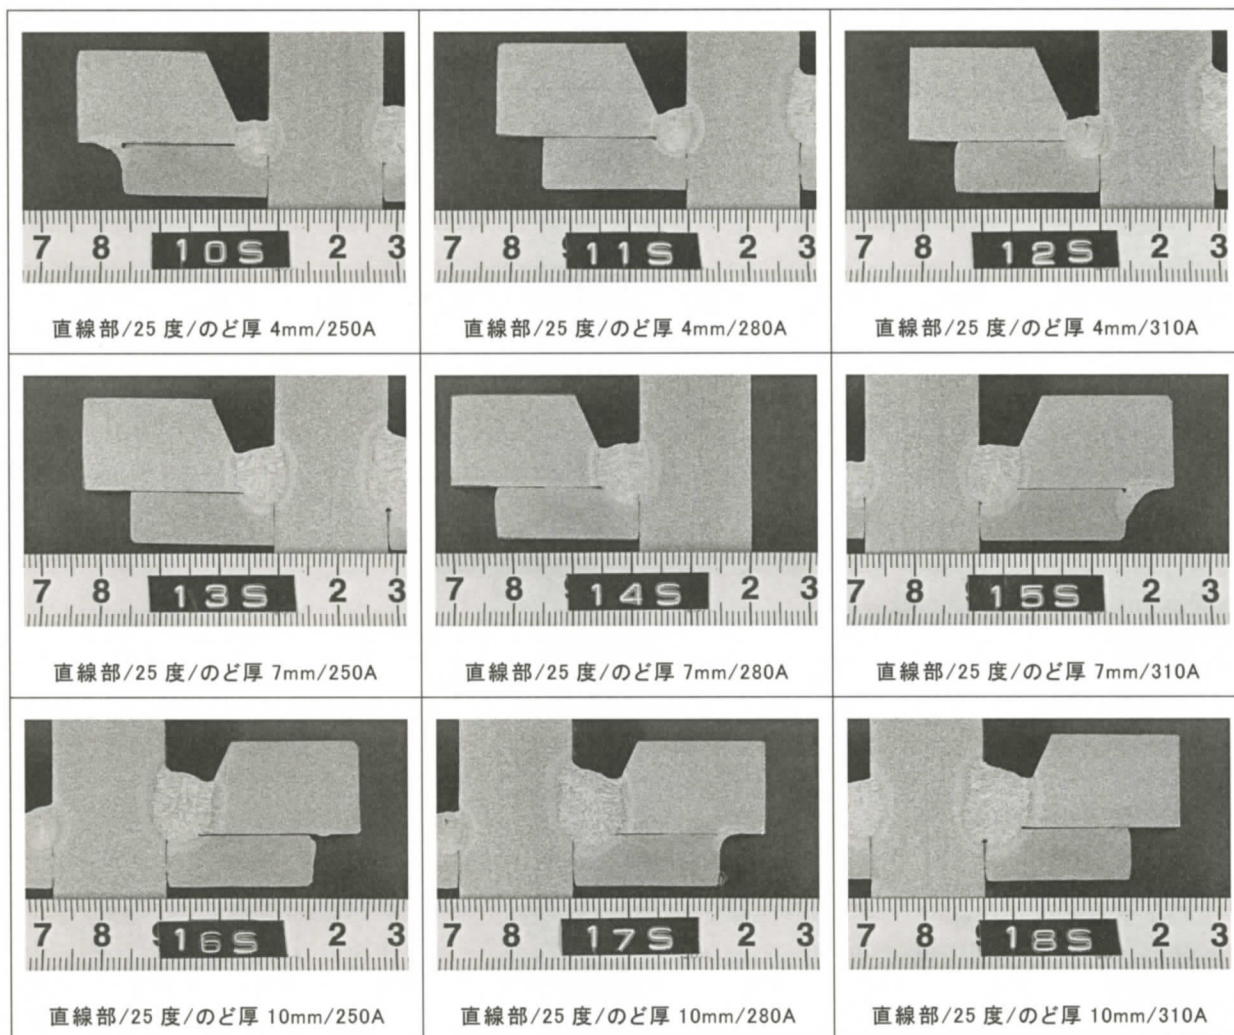 7 8 10S 2 3
直線部/25 度/のど厚 4mm/250A
7 8 9 11S 2 3
直線部/25 度/のど厚 4mm/280A
7 8 12S 2 3
直線部/25 度/のど厚 4mm/310A
7 8 13S 2 3
直線部/25 度/のど厚 7mm/250A
7 8 14S 2 3
直線部/25 度/のど厚 7mm/280A
7 8 15S 2 3
直線部/25 度/のど厚 7mm/310A
7 8 16S 2 3
直線部/25 度/のど厚 10mm/250A
7 8 17S 2 3
直線部/25 度/のど厚 10mm/280A
7 8 18S 2 3
直線部/25 度/のど厚 10mm/310A